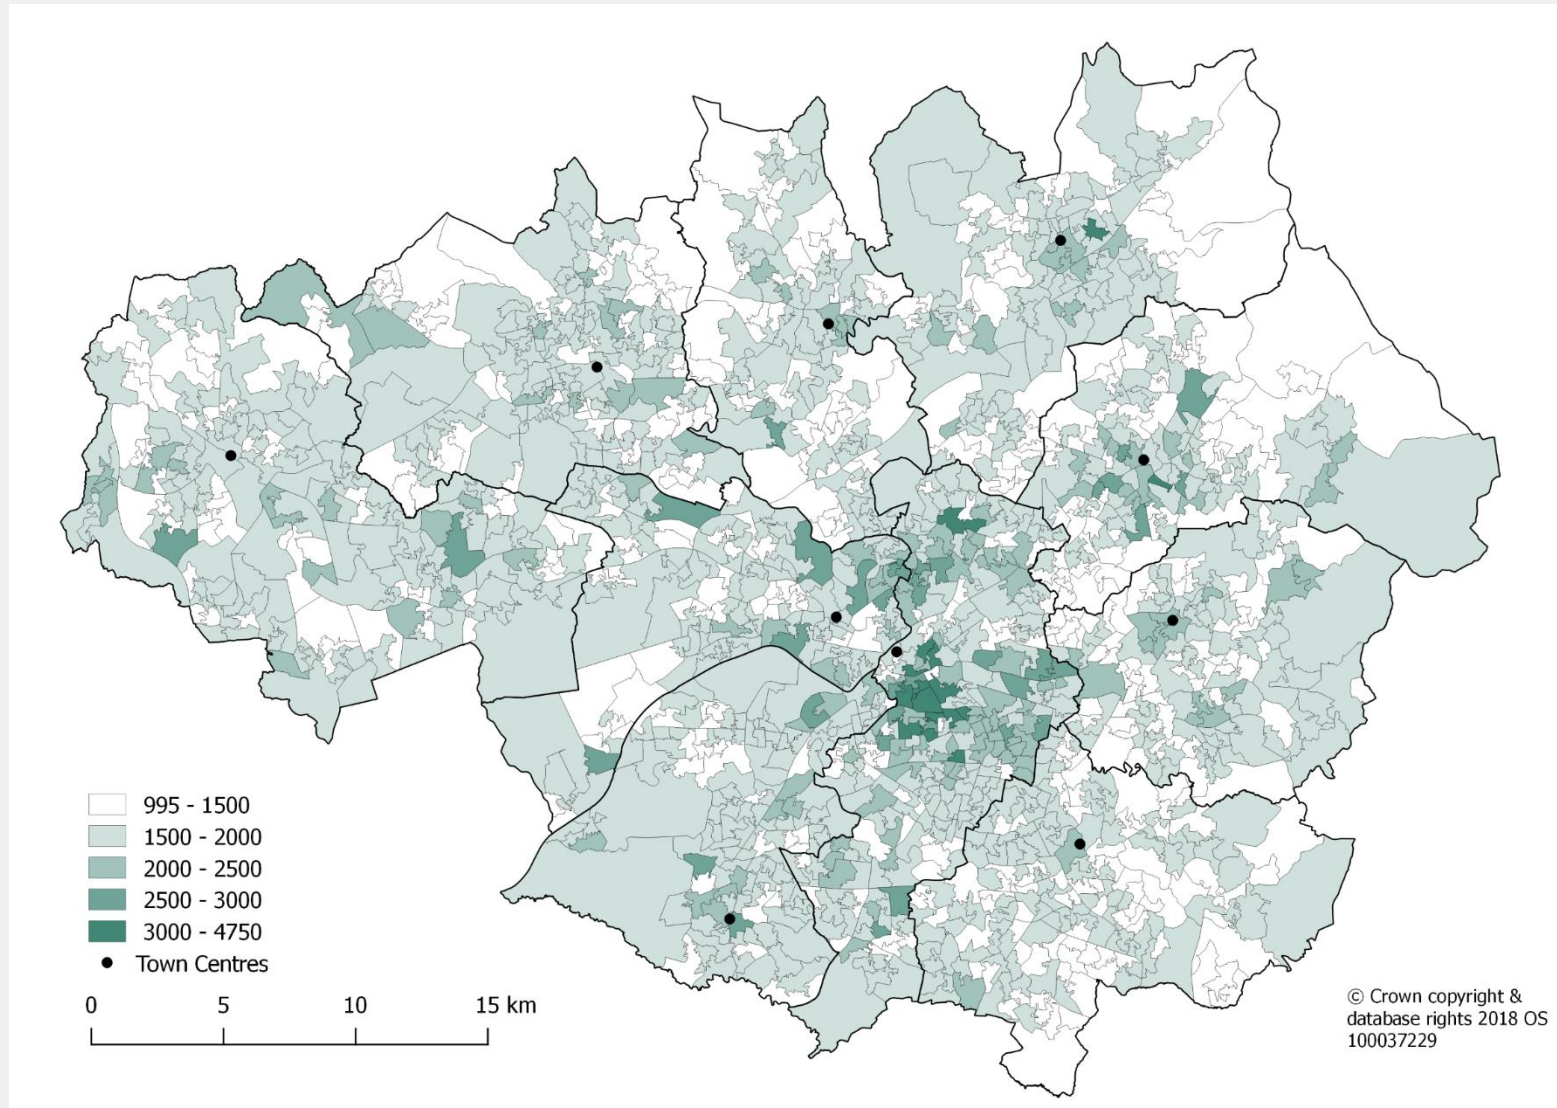 995 - 1500
1500 - 2000
2000 - 2500
2500 - 3000
3000 - 4750
Town Centres
0 5 10 15 km
© Crown copyright &
database rights 2018 OS
100037229